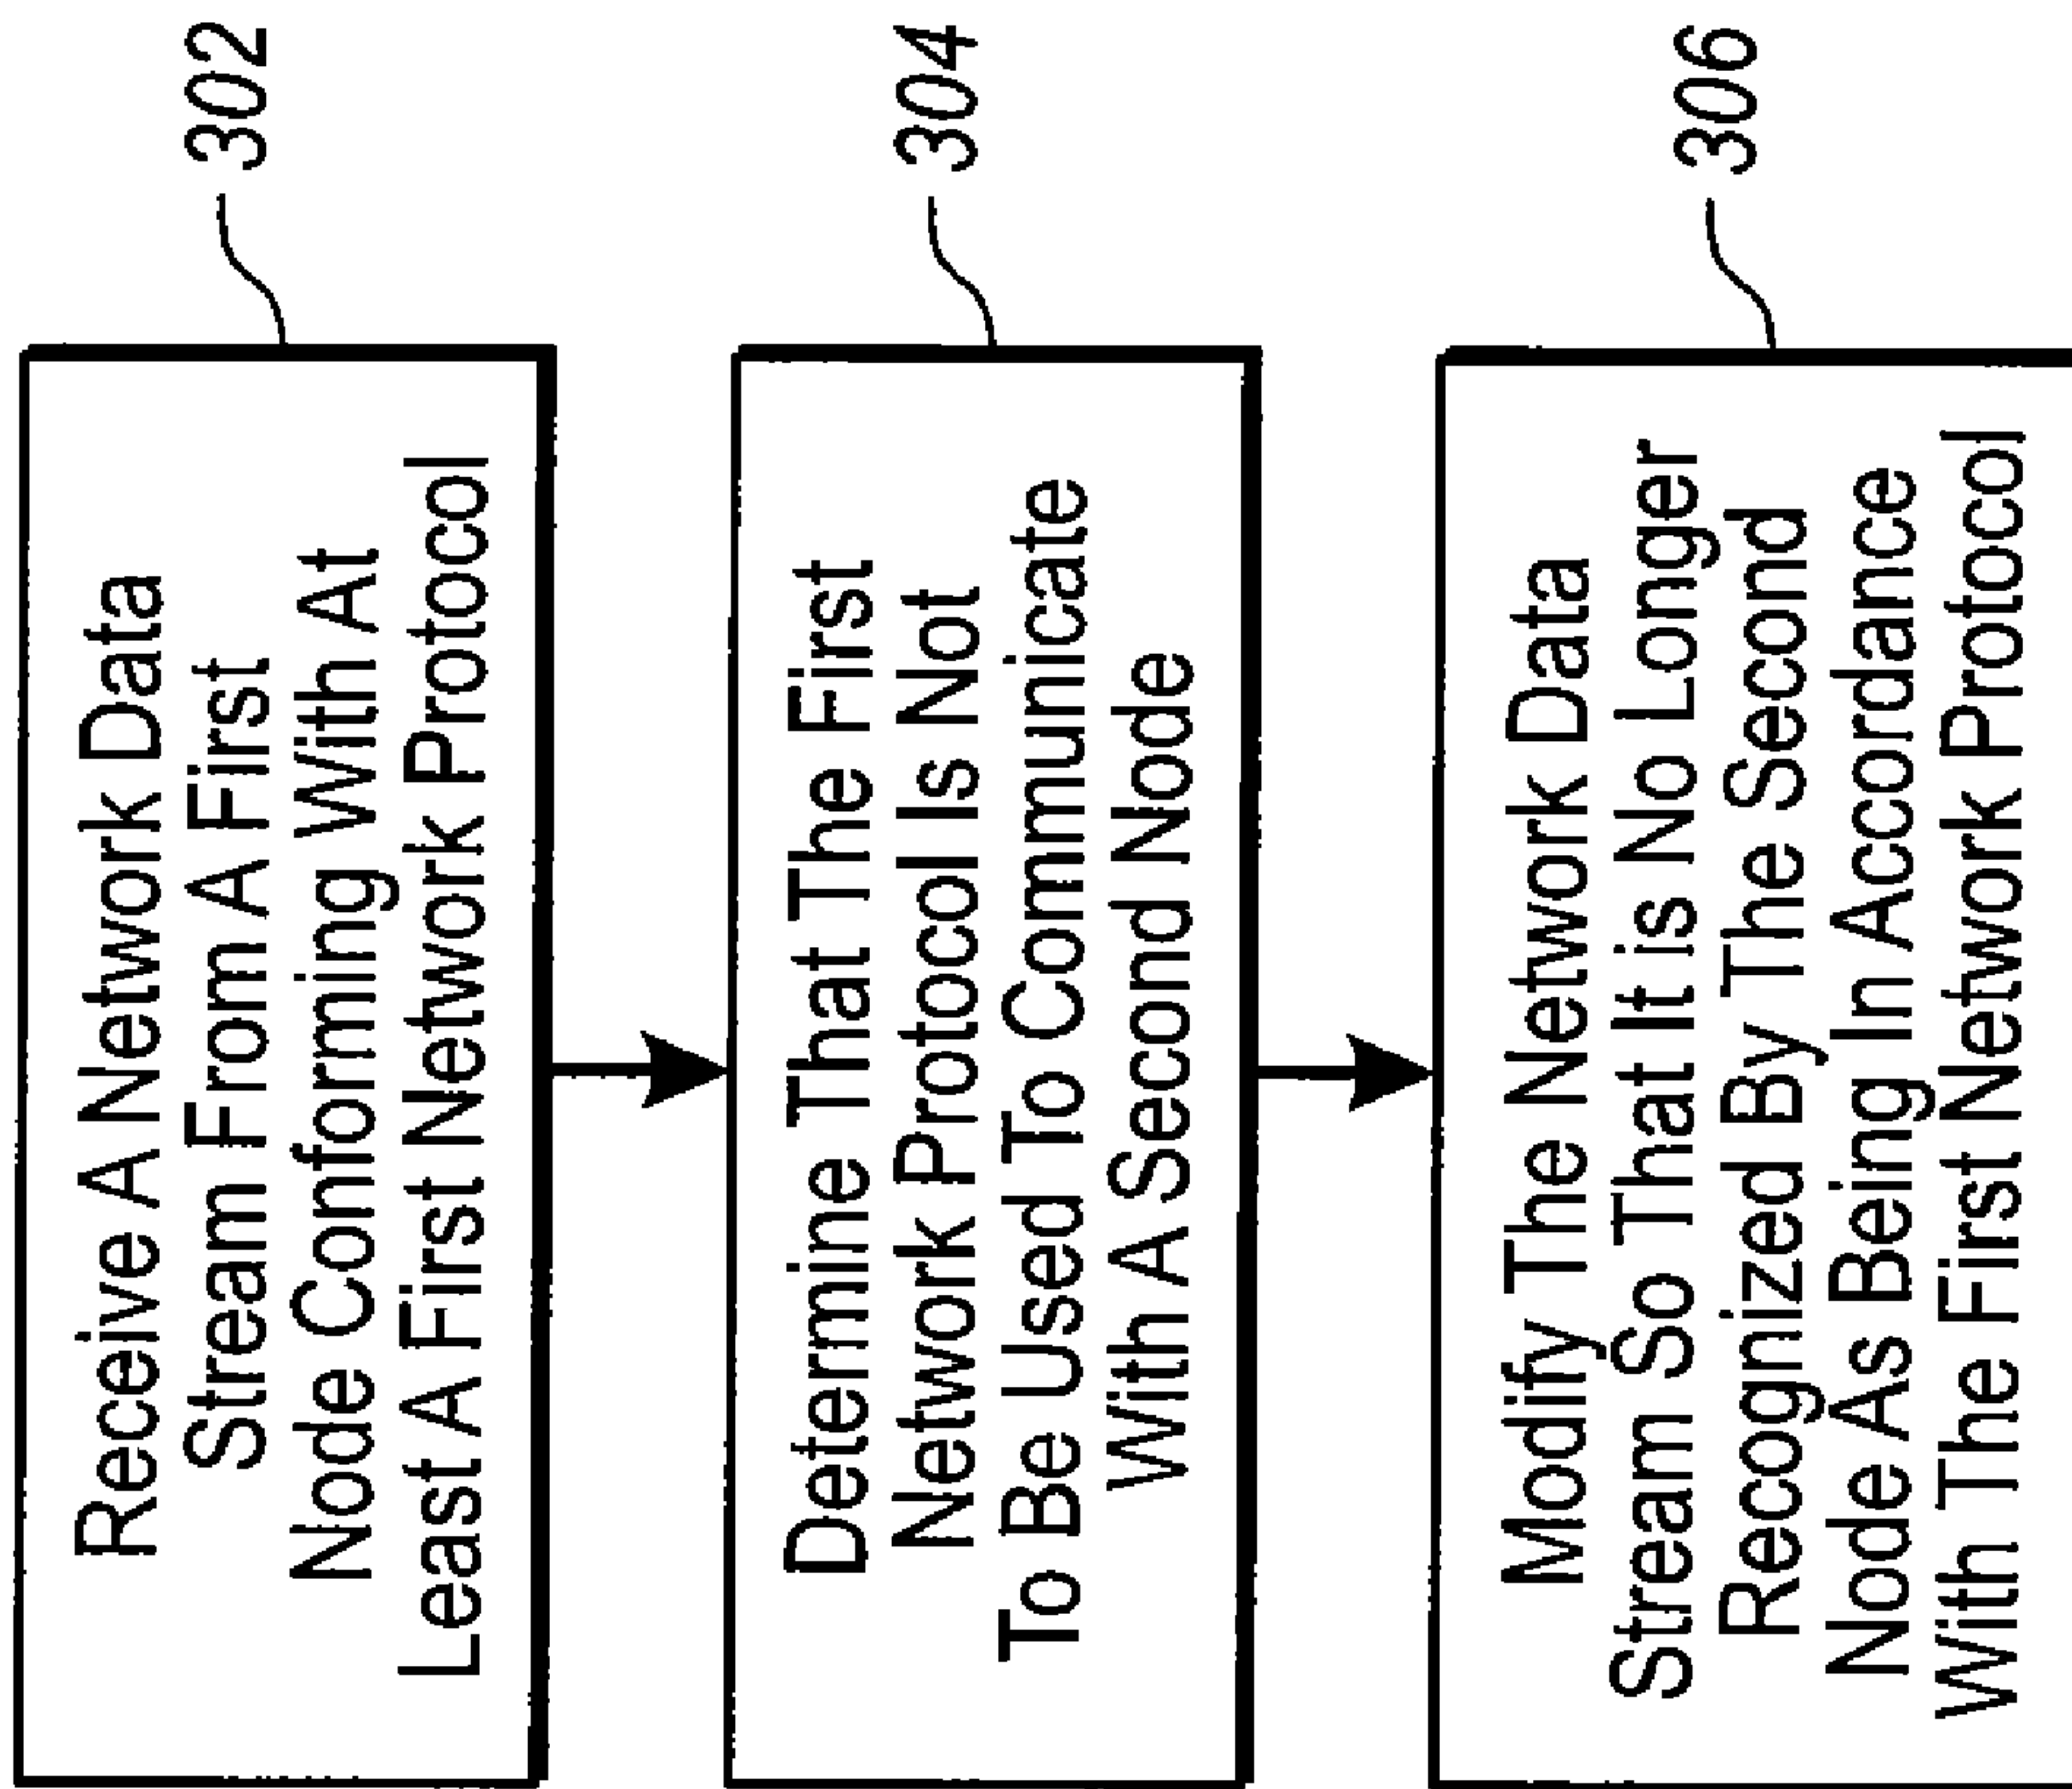 Receive A Network Data
Stream From A First
Node Conforming With At
Least A First Network Protocol
302
Determine That The First
Network Protocol Is Not
To Be Used To Communicate
With A Second Node
304
Modify The Network Data
Stream So That It is No Longer
Recognized By The Second
Node As Being In Accordance
With The First Network Protocol
306